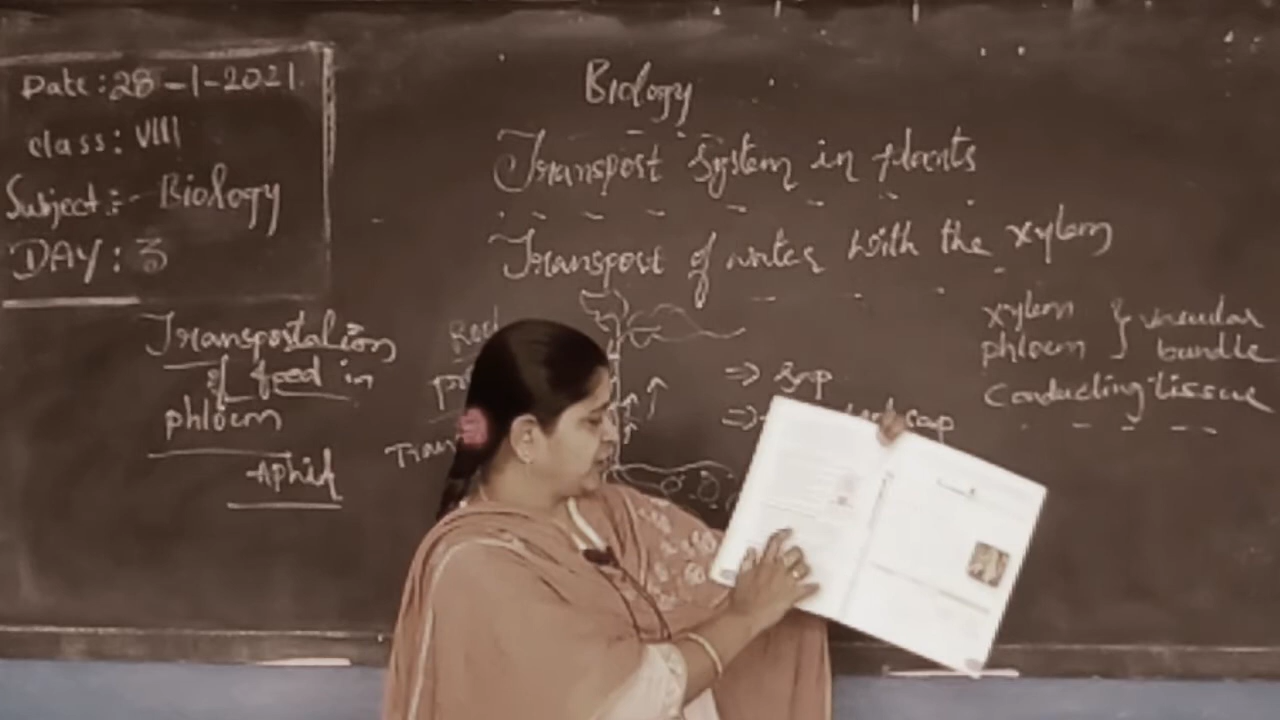 Date: 28-1-2021
class: VIII
Subject:- Biology
DAY: 3
Biology
Transport System in plants
Transport of water with the xylem
Transportation
of food in
phloem
Aphid
=> Sap
=>
xylem } vascular
phloem } bundle
Conducting tissue